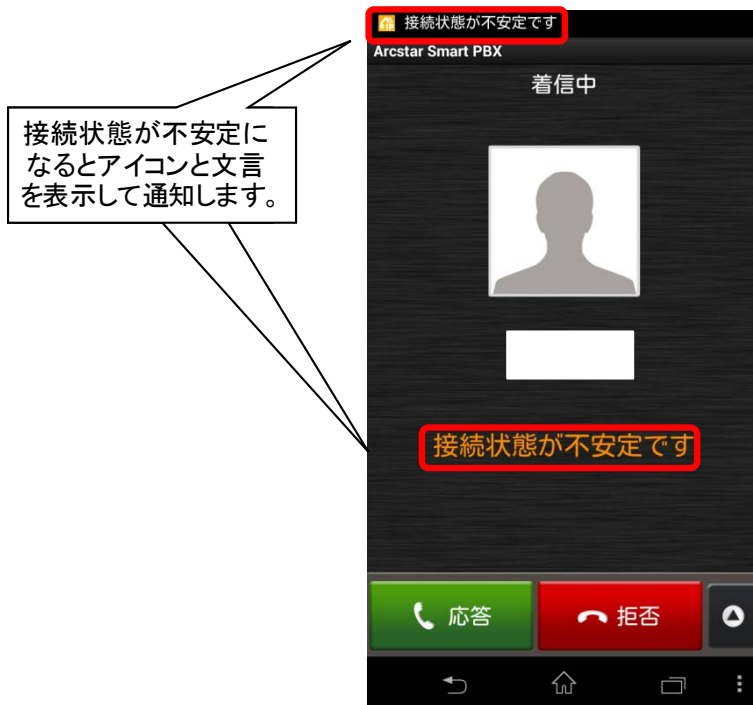 接続状態が不安定です
Arcstar Smart PBX
着信中
接続状態が不安定に
なるとアイコンと文言
を表示して通知します。
接続状態が不安定です
応答
拒否